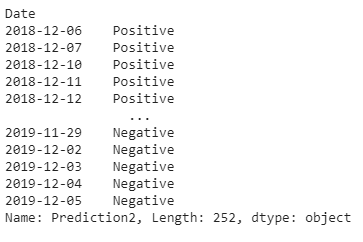 Date
2018-12-06    Positive
2018-12-07    Positive
2018-12-10    Positive
2018-12-11    Positive
2018-12-12    Positive
                ...
2019-11-29    Negative
2019-12-02    Negative
2019-12-03    Negative
2019-12-04    Negative
2019-12-05    Negative
Name: Prediction2, Length: 252, dtype: object